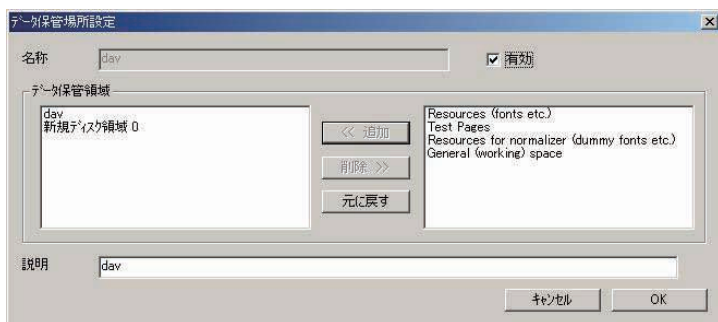 データ保管場所設定
名称
dav
有効
データ保管領域
dav
新規ディスク領域 0
<< 追加
削除 >>
元に戻す
Resources (fonts etc.)
Test Pages
Resources for normalizer (dummy fonts etc.)
General (working) space
説明
dav
キャンセル
OK